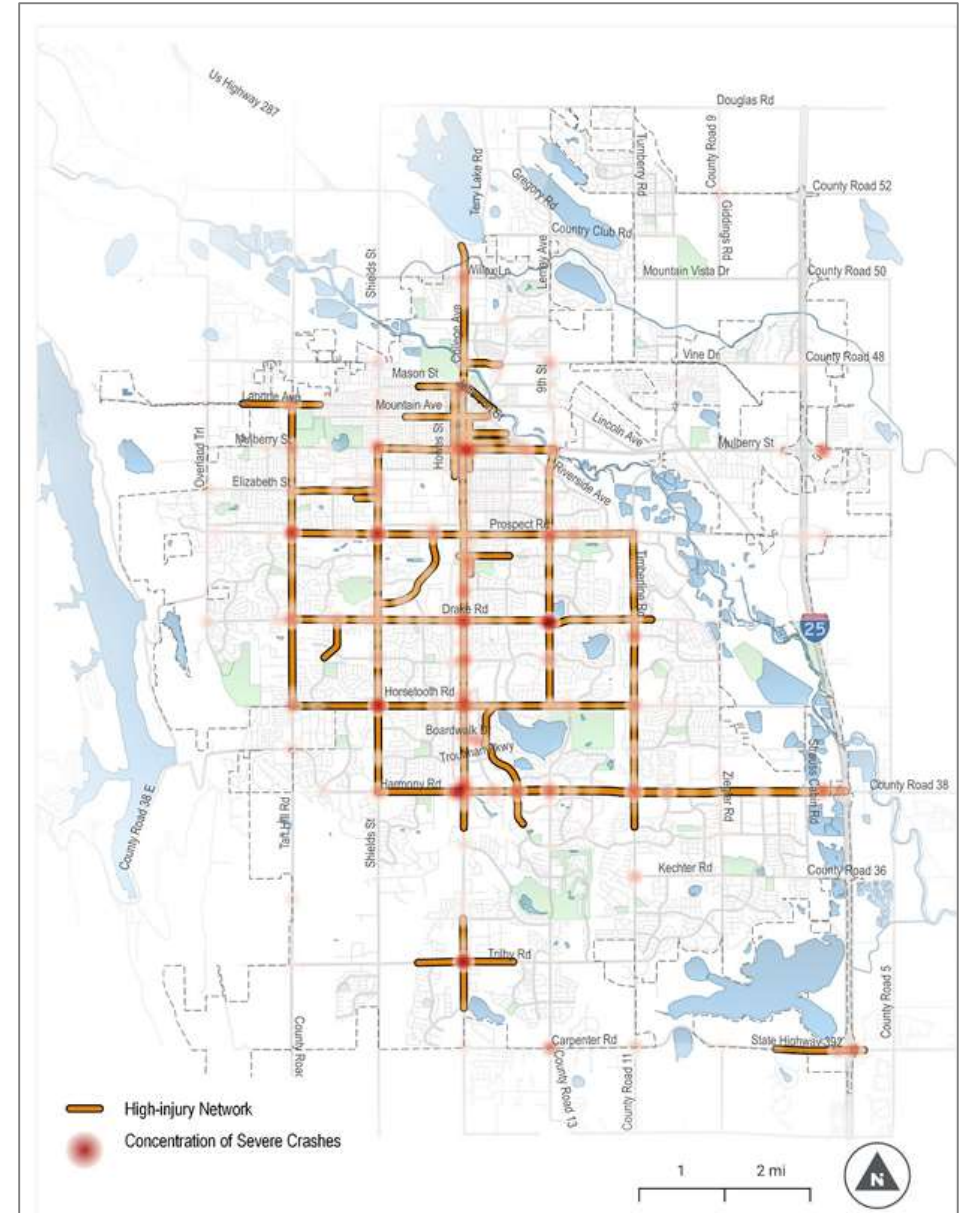 Us Highway 287
Douglas Rd
County Road 9
Turnberry Rd
Terry Lake Rd
Gregory Rd
County Road 52
Giddings Rd
Country Club Rd
Lemay Ave
Shields St
Willox Ln
Mountain Vista Dr
County Road 50
College Ave
Vine Dr
County Road 48
Mason St
9th St
Laporte Ave
Mountain Ave
Lincoln Ave
Mulberry St
Howes St
Mulberry St
Overland Trl
Elizabeth St
Riverside Ave
Prospect Rd
Timberline Rd
Drake Rd
25
Horsetooth Rd
Boardwalk
Troutman Pkwy
Harmony Rd
Ziegler Rd
Strauss Cabin Rd
County Road 38
County Road 38 E
Taft Hill Rd
Shields St
Kechter Rd
County Road 36
Trilby Rd
County Road 5
County Road
Carpenter Rd
State Highway 392
County Road 13
County Road 11
High-injury Network
Concentration of Severe Crashes
1 2 mi
N